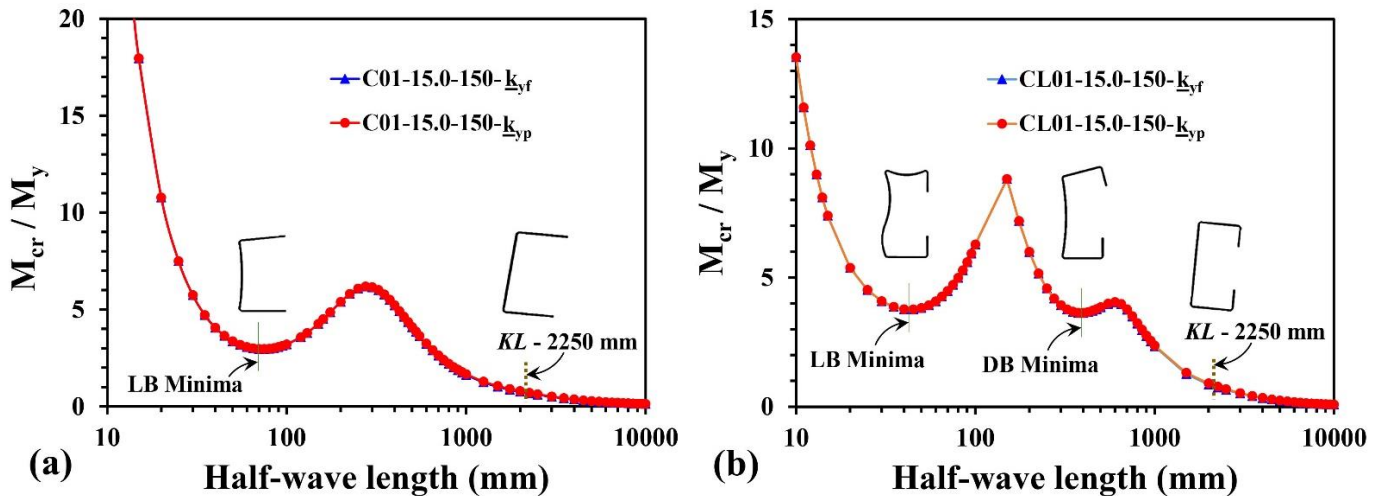 20
15
10
5
0
M_cr / M_y
C01-15.0-150-k_yf
C01-15.0-150-k_yp
LB Minima
KL - 2250 mm
10
100
1000
10000
(a)
Half-wave length (mm)
15
10
5
0
M_cr / M_y
CL01-15.0-150-k_yf
CL01-15.0-150-k_yp
LB Minima
DB Minima
KL - 2250 mm
10
100
1000
10000
(b)
Half-wave length (mm)